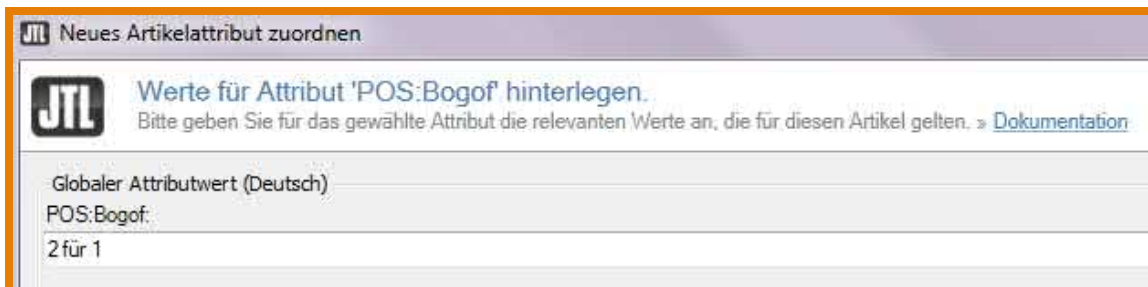 JTL Neues Artikelattribut zuordnen
JTL
Werte für Attribut 'POS:Bogof' hinterlegen.
Bitte geben Sie für das gewählte Attribut die relevanten Werte an, die für diesen Artikel gelten. » Dokumentation
Globaler Attributwert (Deutsch)
POS:Bogof:
2 für 1